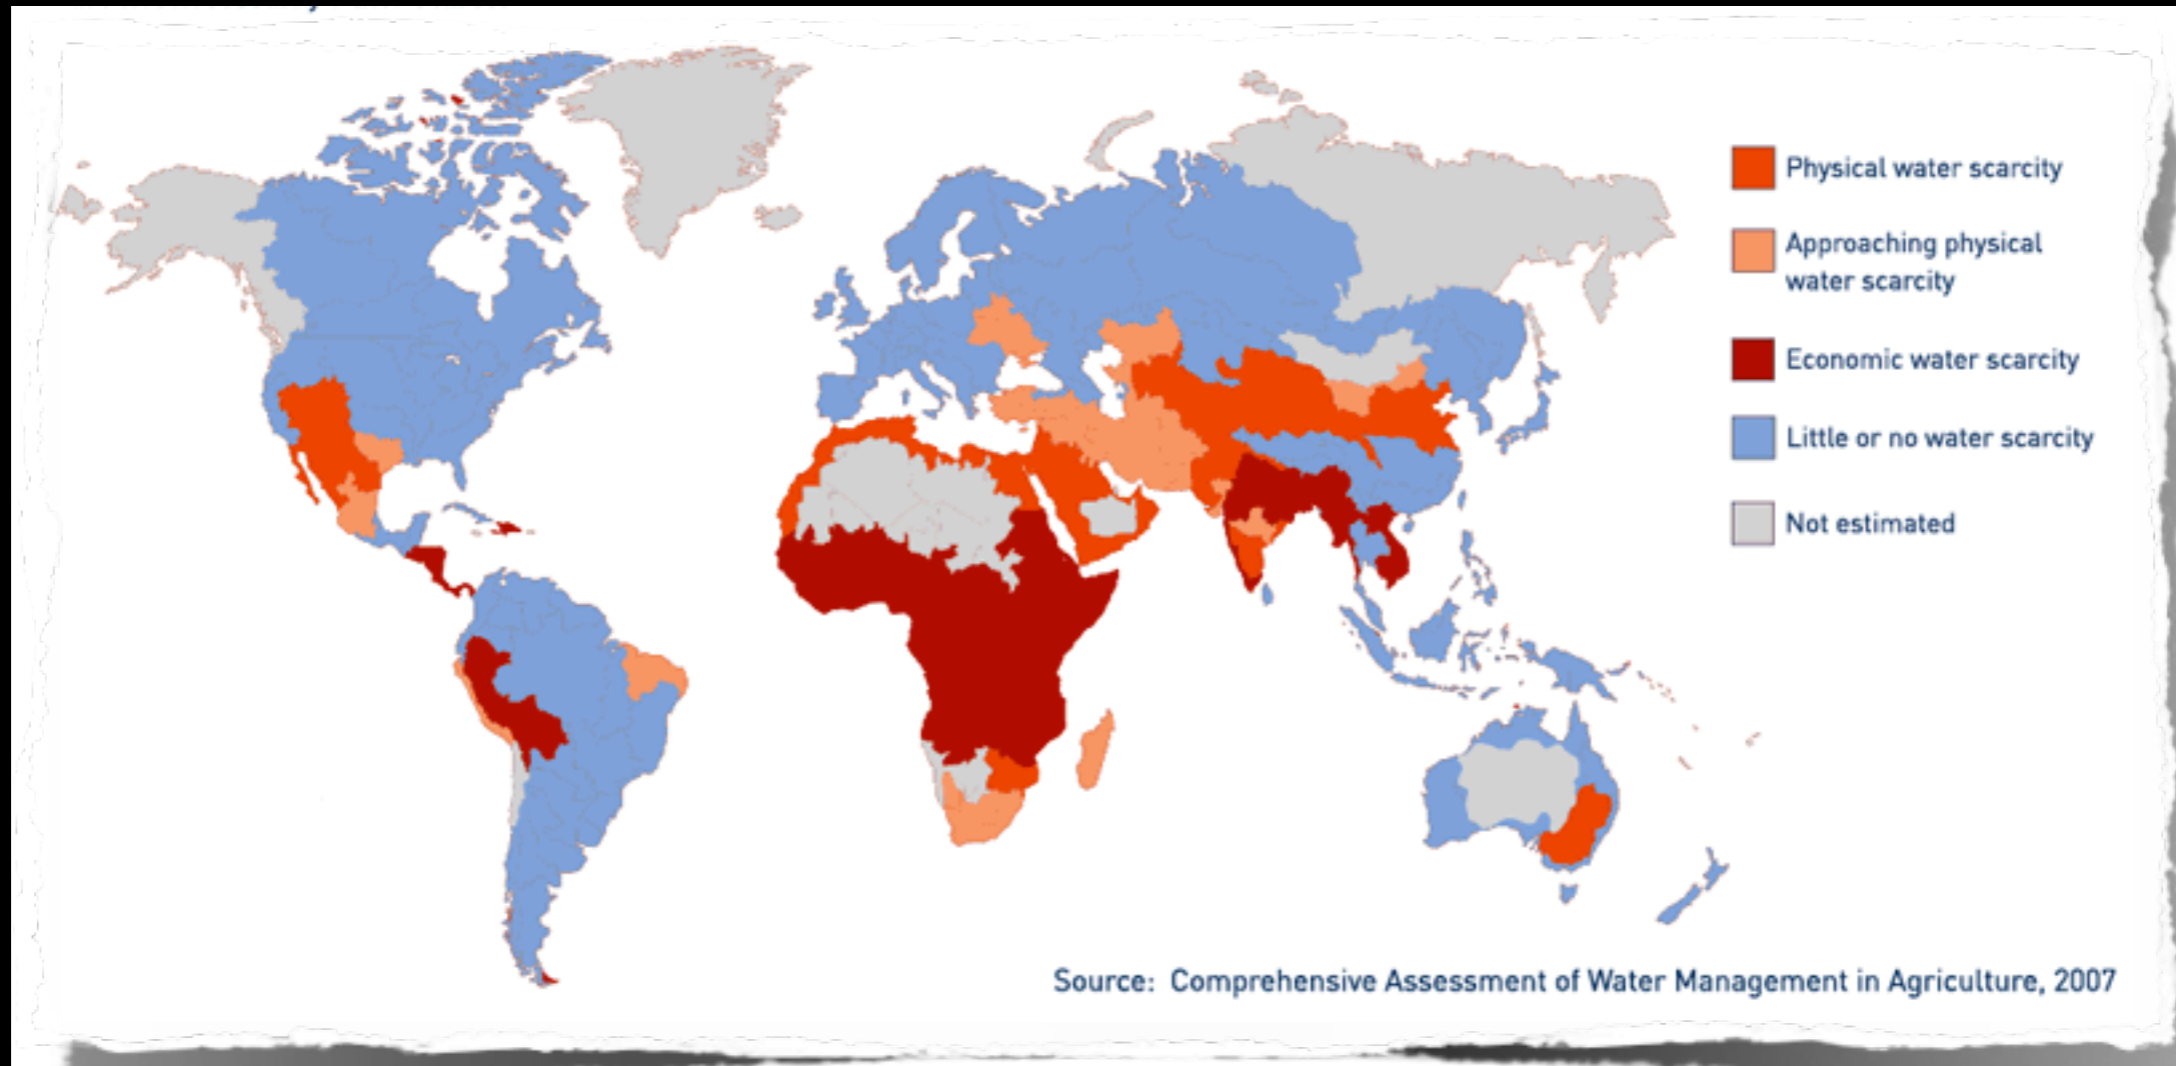 Physical water scarcity
Approaching physical
water scarcity
Economic water scarcity
Little or no water scarcity
Not estimated
Source: Comprehensive Assessment of Water Management in Agriculture, 2007